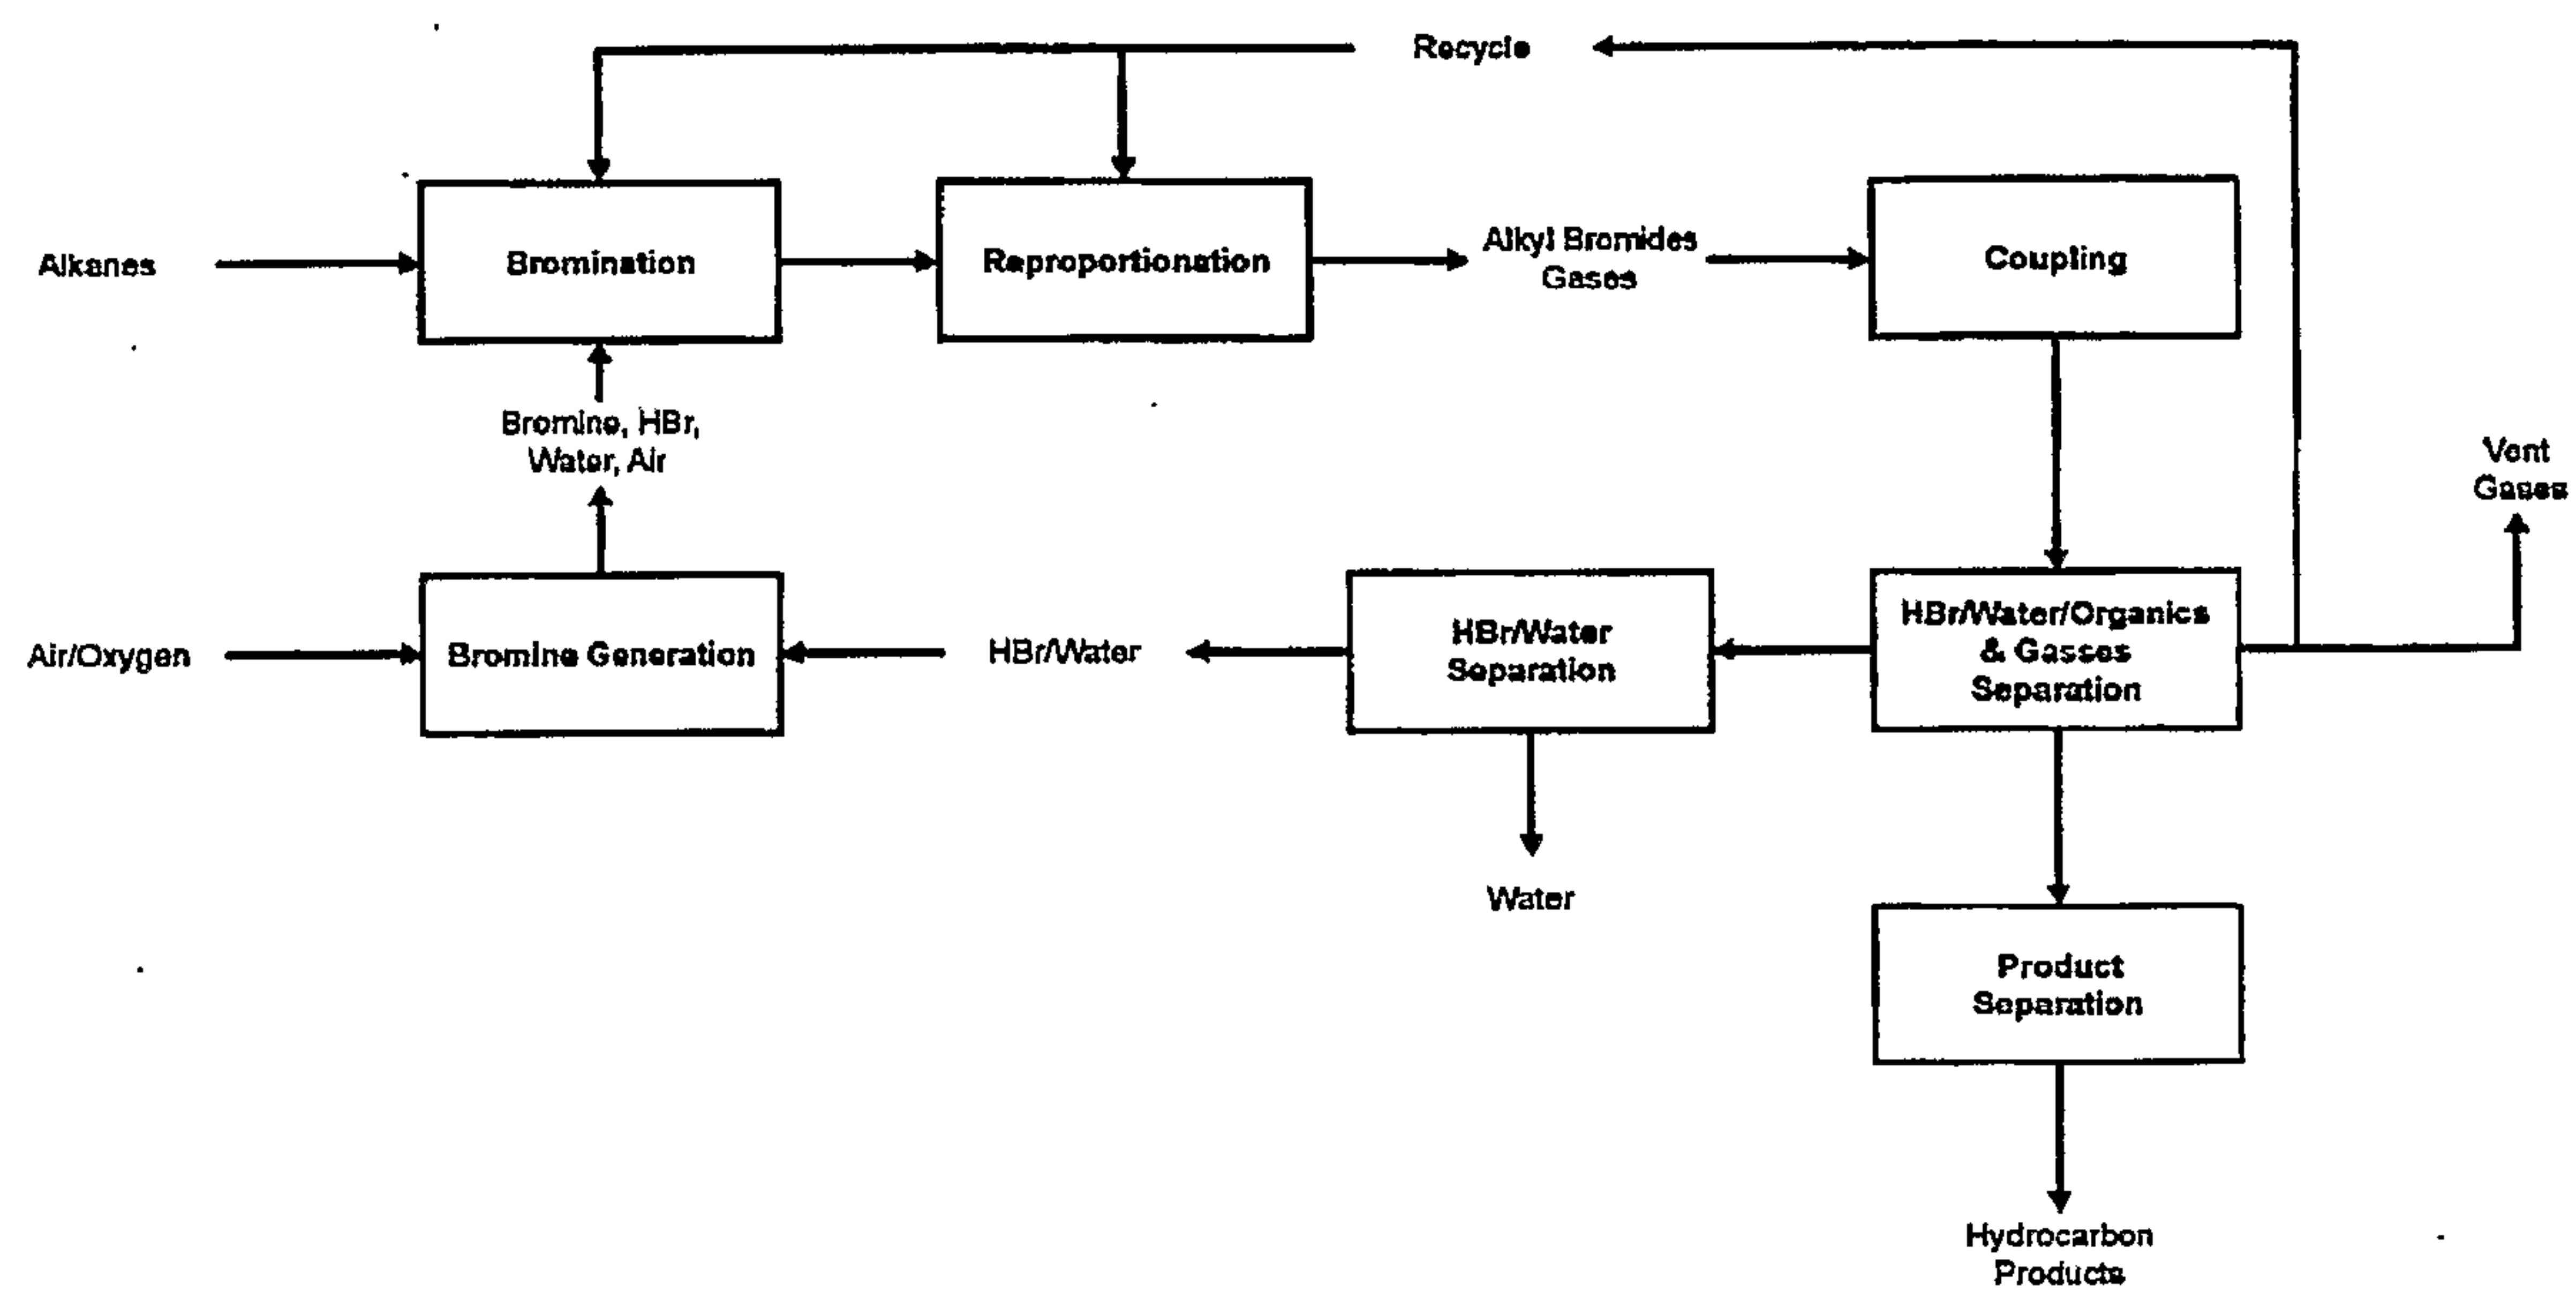 Recycle
Alkanes
Bromination
Reproportionation
Alkyl Bromides
Gases
Coupling
Bromine, HBr,
Water, Air
Vent
Gases
Air/Oxygen
Bromine Generation
HBr/Water
HBr/Water
Separation
HBr/Water/Organics
& Gasses
Separation
Water
Product
Separation
Hydrocarbon
Products